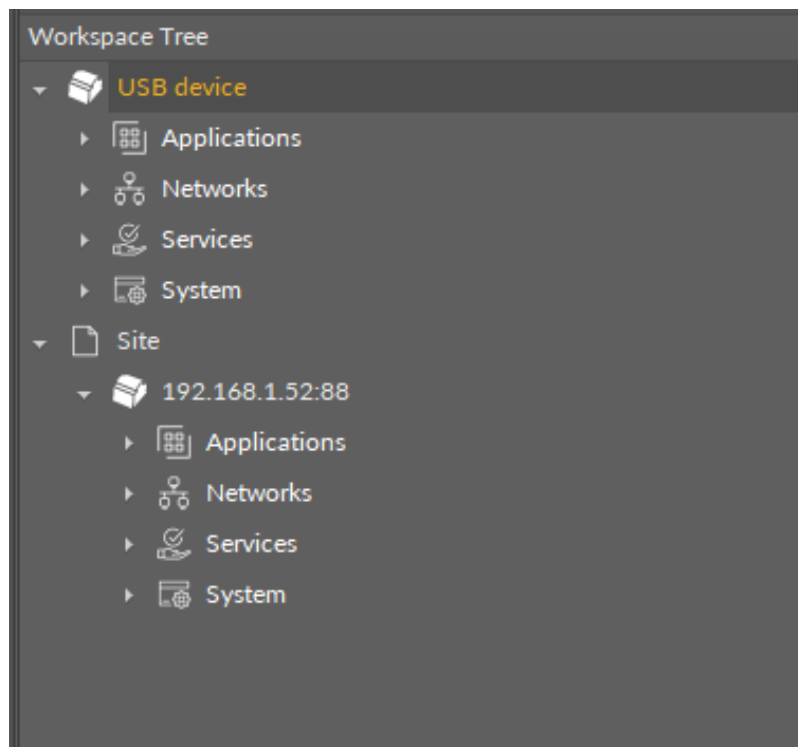 Workspace Tree
USB device
Applications
Networks
Services
System
Site
192.168.1.52:88
Applications
Networks
Services
System